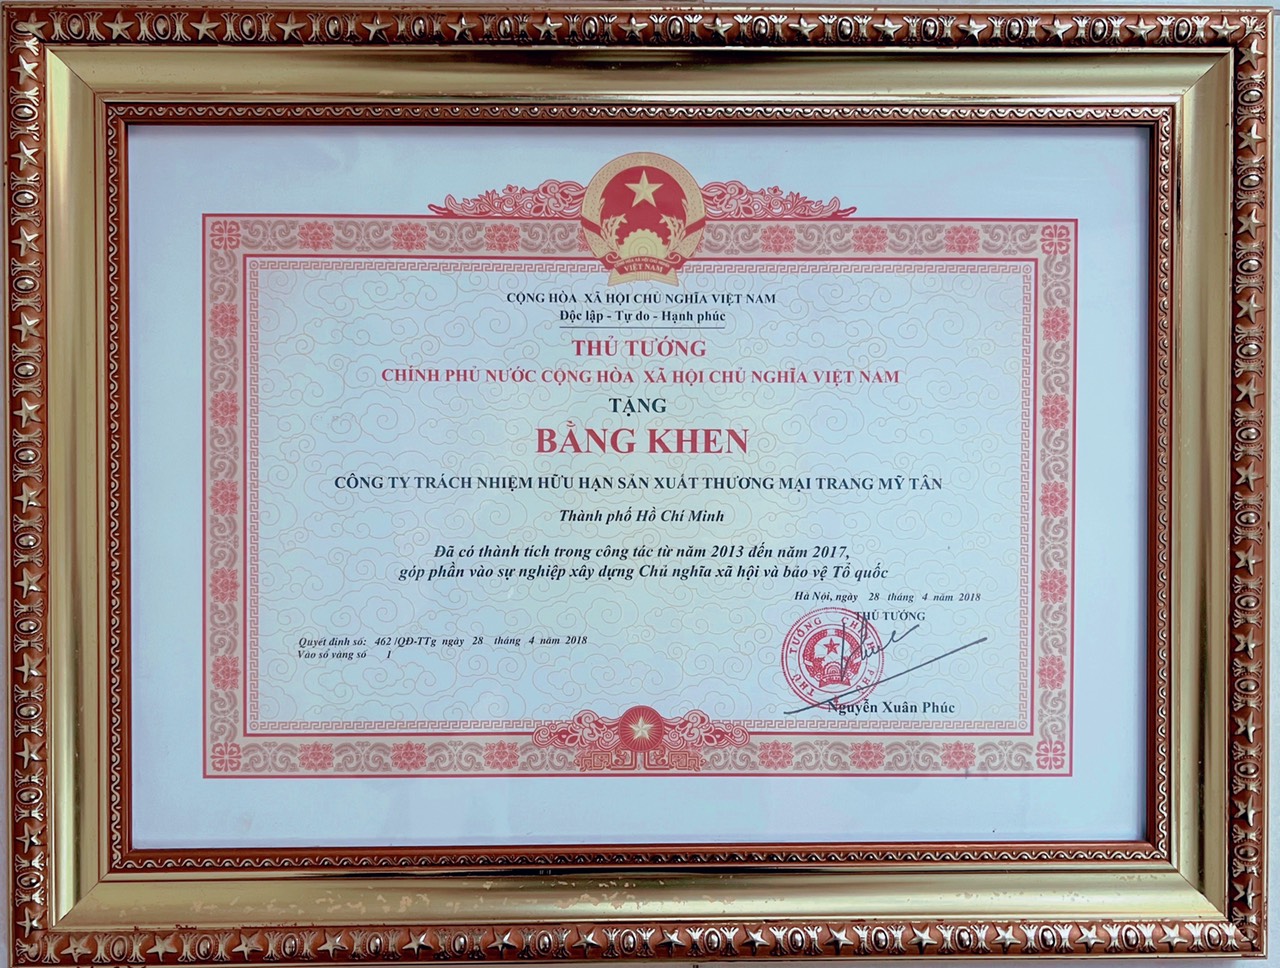 VIỆT NAM
CỘNG HÒA XÃ HỘI CHỦ NGHĨA VIỆT NAM
Độc lập - Tự do - Hạnh phúc
THỦ TƯỚNG
CHÍNH PHỦ NƯỚC CỘNG HÒA XÃ HỘI CHỦ NGHĨA VIỆT NAM
TẶNG
BẰNG KHEN
CÔNG TY TRÁCH NHIỆM HỮU HẠN SẢN XUẤT THƯƠNG MẠI TRANG MỸ TÂN
Thành phố Hồ Chí Minh
Đã có thành tích trong công tác từ năm 2013 đến năm 2017,
góp phần vào sự nghiệp xây dựng Chủ nghĩa xã hội và bảo vệ Tổ quốc
Hà Nội, ngày 28 tháng 4 năm 2018
THỦ TƯỚNG
Quyết định số: 462 /QĐ-TTg ngày 28 tháng 4 năm 2018
Vào sổ vàng số 1
THỦ TƯỚNG CHÍNH PHỦ
Nguyễn Xuân Phúc